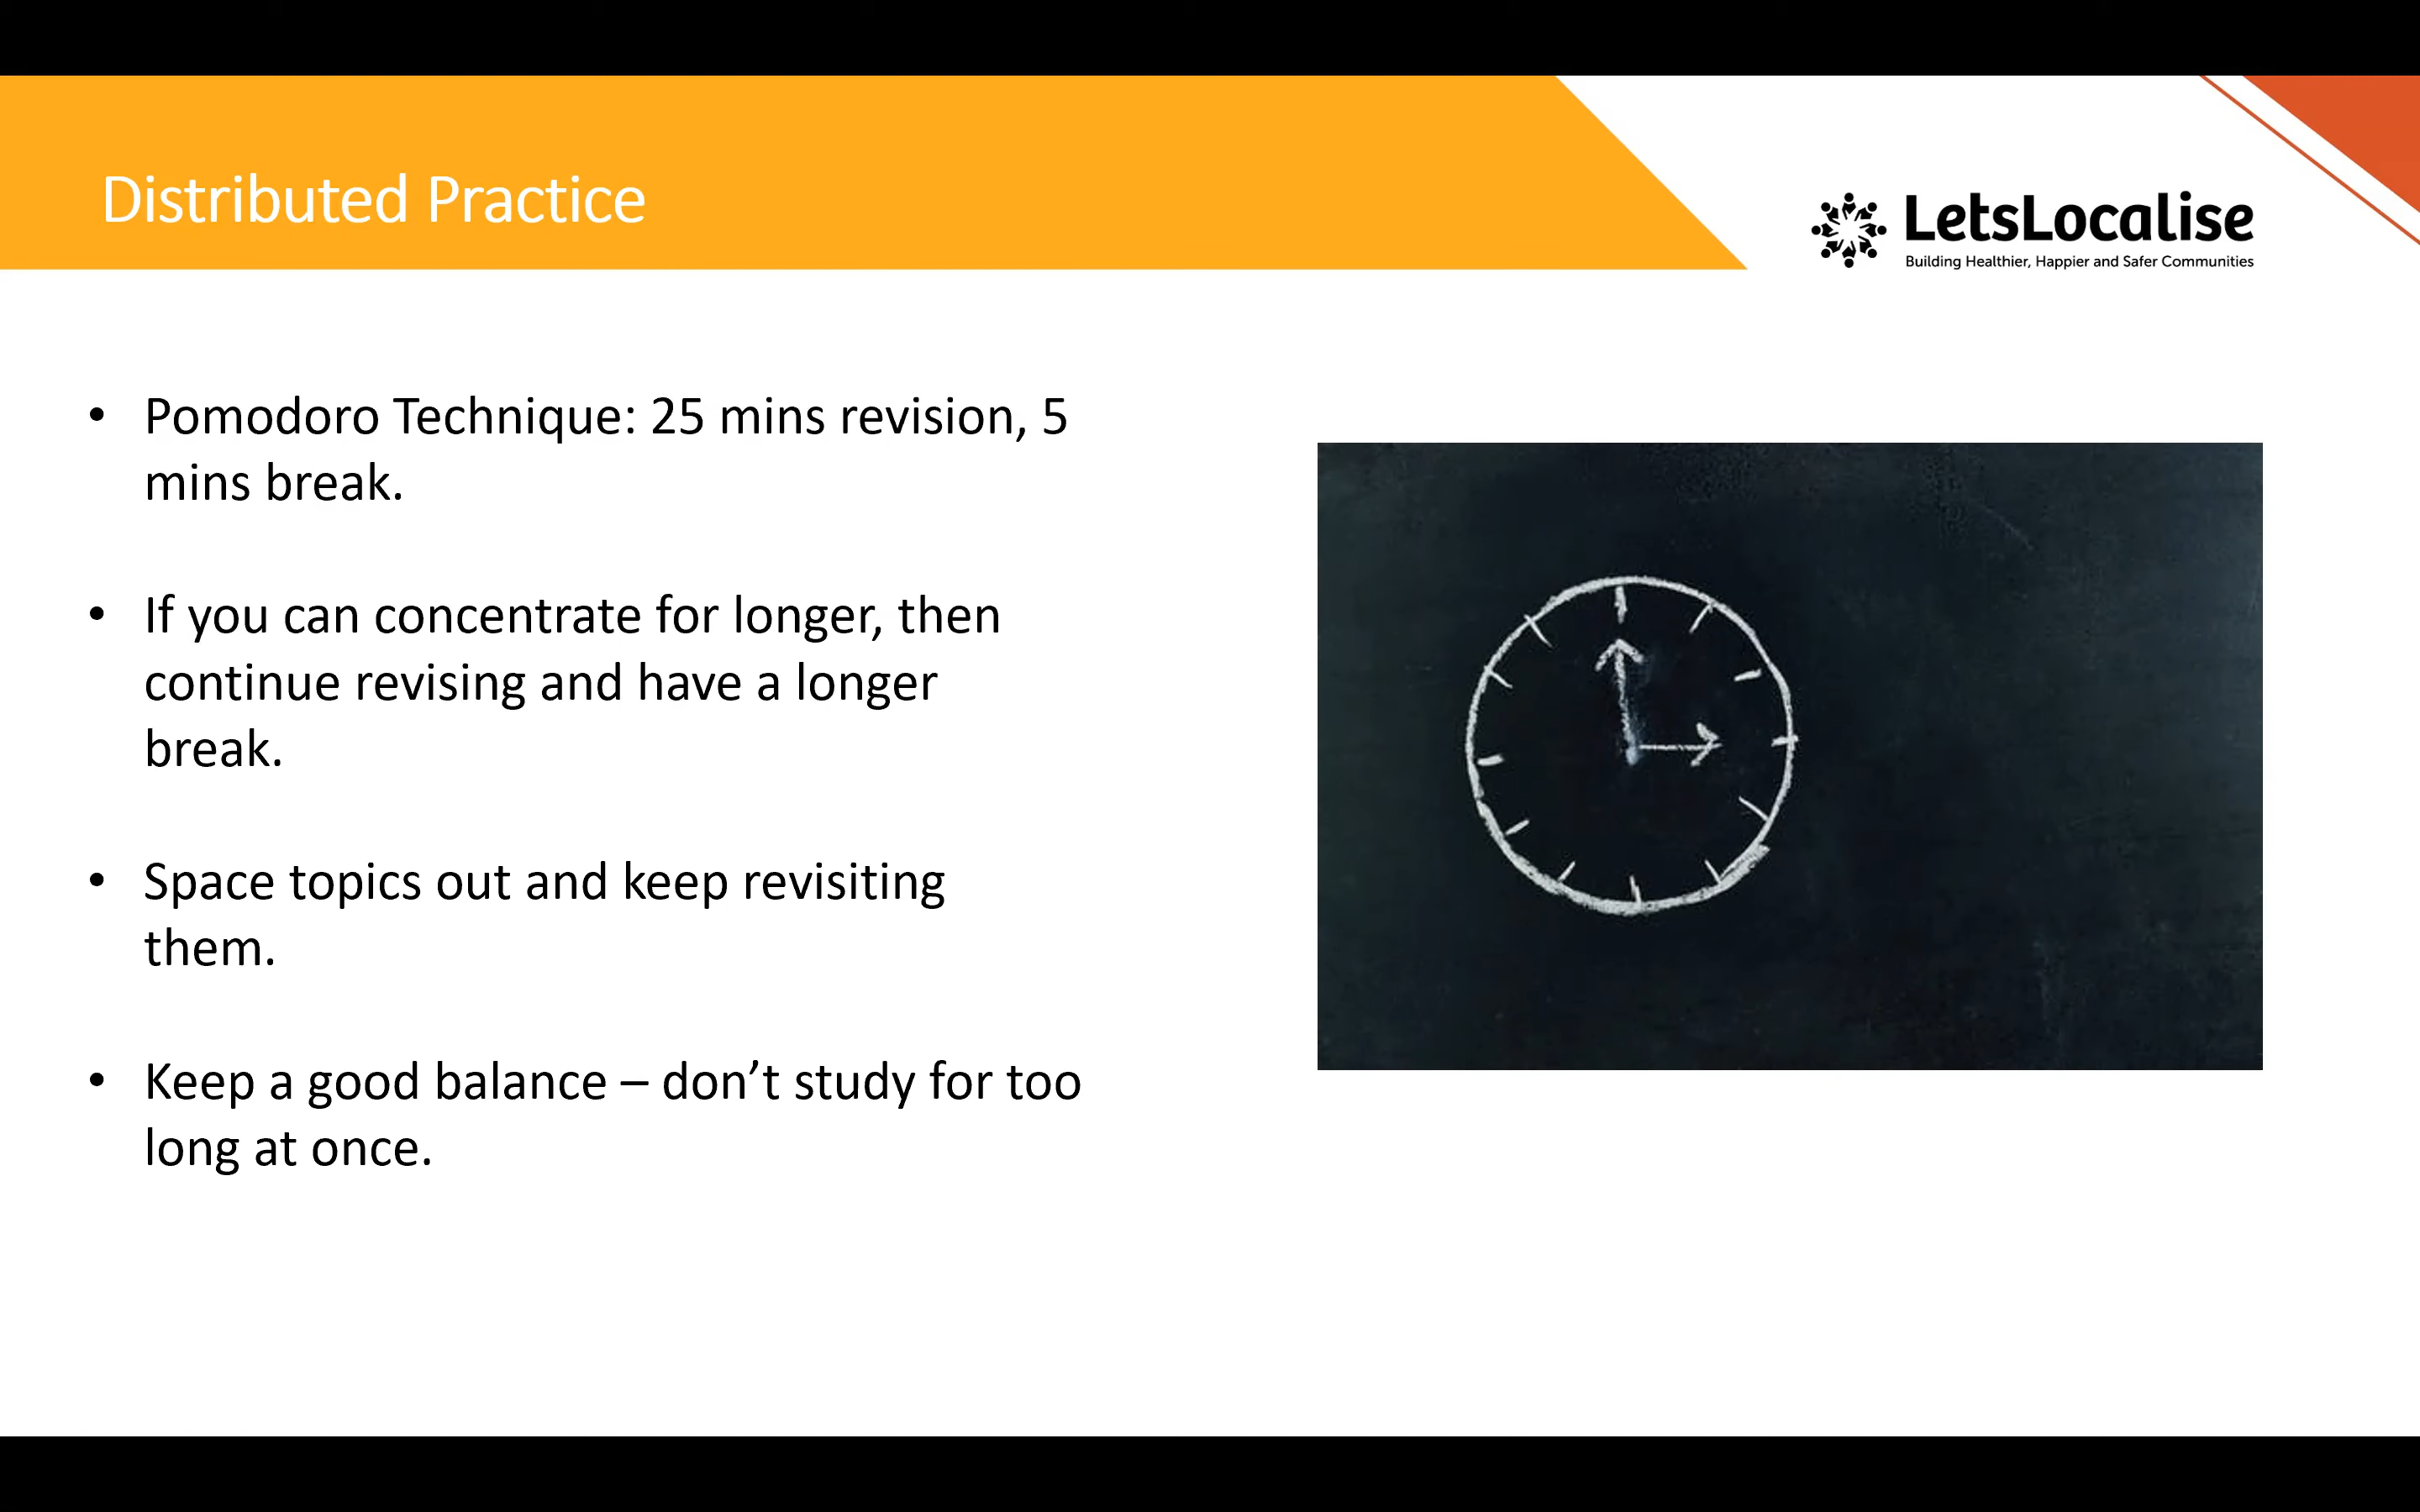 Distributed Practice
LetsLocalise
Building Healthier, Happier and Safer Communities
• Pomodoro Technique: 25 mins revision, 5
mins break.
• If you can concentrate for longer, then
continue revising and have a longer
break.
• Space topics out and keep revisiting
them.
• Keep a good balance – don’t study for too
long at once.